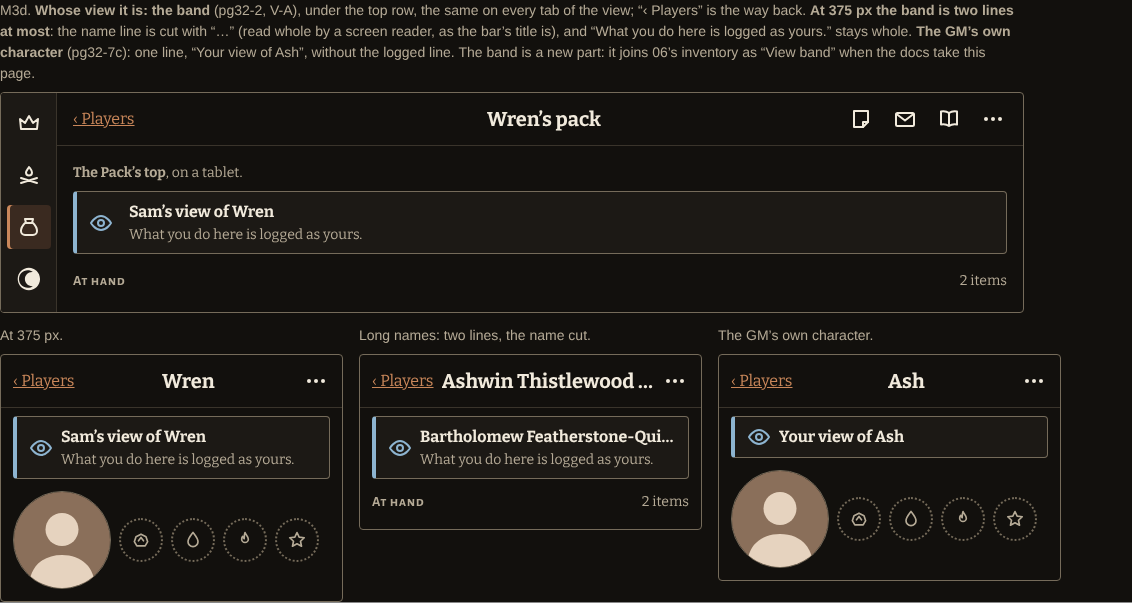 M3d. Whose view it is: the band (pg32-2, V-A), under the top row, the same on every tab of the view; “‹ Players” is the way back. At 375 px the band is two lines
at most: the name line is cut with “…” (read whole by a screen reader, as the bar’s title is), and “What you do here is logged as yours.” stays whole. The GM’s own
character (pg32-7c): one line, “Your view of Ash”, without the logged line. The band is a new part: it joins 06’s inventory as “View band” when the docs take this
page.
‹ Players
Wren’s pack
The Pack’s top, on a tablet.
Sam’s view of Wren
What you do here is logged as yours.
At hand
2 items
At 375 px.
‹ Players
Wren
Sam’s view of Wren
What you do here is logged as yours.
Long names: two lines, the name cut.
‹ Players
Ashwin Thistlewood …
Bartholomew Featherstone-Qui…
What you do here is logged as yours.
At hand
2 items
The GM’s own character.
‹ Players
Ash
Your view of Ash